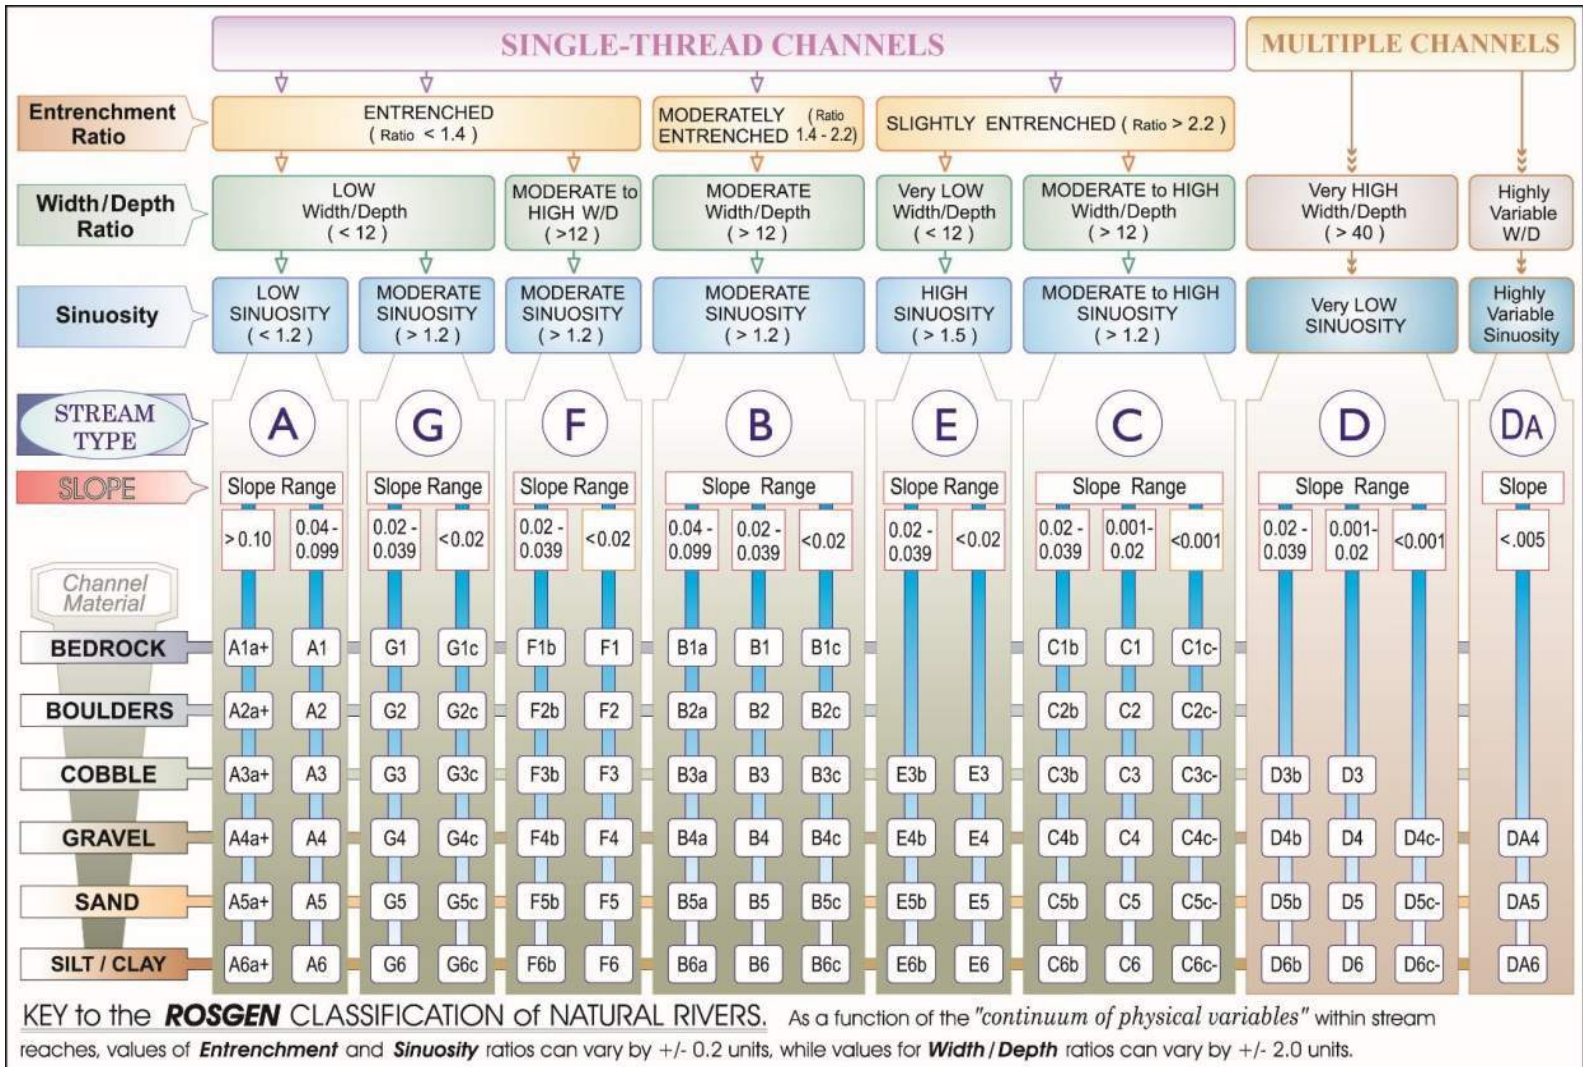 SINGLE-THREAD CHANNELS
MULTIPLE CHANNELS
Entrenchment
Ratio
ENTRENCHED
( Ratio < 1.4 )
MODERATELY ( Ratio
ENTRENCHED 1.4 - 2.2)
SLIGHTLY ENTRENCHED ( Ratio > 2.2 )
Width/Depth
Ratio
LOW
Width/Depth
( < 12 )
MODERATE to
HIGH W/D
( >12 )
MODERATE
Width/Depth
( > 12 )
Very LOW
Width/Depth
( < 12 )
MODERATE to HIGH
Width/Depth
( > 12 )
Very HIGH
Width/Depth
( > 40 )
Highly
Variable
W/D
Sinuosity
LOW
SINUOSITY
( < 1.2 )
MODERATE
SINUOSITY
( > 1.2 )
MODERATE
SINUOSITY
( > 1.2 )
MODERATE
SINUOSITY
( > 1.2 )
HIGH
SINUOSITY
( > 1.5 )
MODERATE to HIGH
SINUOSITY
( > 1.2 )
Very LOW
SINUOSITY
Highly
Variable
Sinuosity
STREAM
TYPE
A G F B E C D DA
SLOPE
Slope Range Slope Range Slope Range Slope Range Slope Range Slope Range Slope Range Slope
> 0.10
0.04 -
0.099
0.02 -
0.039
<0.02
0.02 -
0.039
<0.02
0.04 -
0.099
0.02 -
0.039
<0.02
0.02 -
0.039
<0.02
0.02 -
0.039
0.001-
0.02
<0.001
0.02 -
0.039
0.001-
0.02
<0.001
<.005
Channel
Material
BEDROCK A1a+ A1 G1 G1c F1b F1 B1a B1 B1c C1b C1 C1c-
BOULDERS A2a+ A2 G2 G2c F2b F2 B2a B2 B2c C2b C2 C2c-
COBBLE A3a+ A3 G3 G3c F3b F3 B3a B3 B3c E3b E3 C3b C3 C3c- D3b D3
GRAVEL A4a+ A4 G4 G4c F4b F4 B4a B4 B4c E4b E4 C4b C4 C4c- D4b D4 D4c- DA4
SAND A5a+ A5 G5 G5c F5b F5 B5a B5 B5c E5b E5 C5b C5 C5c- D5b D5 D5c- DA5
SILT / CLAY A6a+ A6 G6 G6c F6b F6 B6a B6 B6c E6b E6 C6b C6 C6c- D6b D6 D6c- DA6
KEY to the ROSGEN CLASSIFICATION of NATURAL RIVERS. As a function of the "continuum of physical variables" within stream
reaches, values of Entrenchment and Sinuosity ratios can vary by +/- 0.2 units, while values for Width / Depth ratios can vary by +/- 2.0 units.